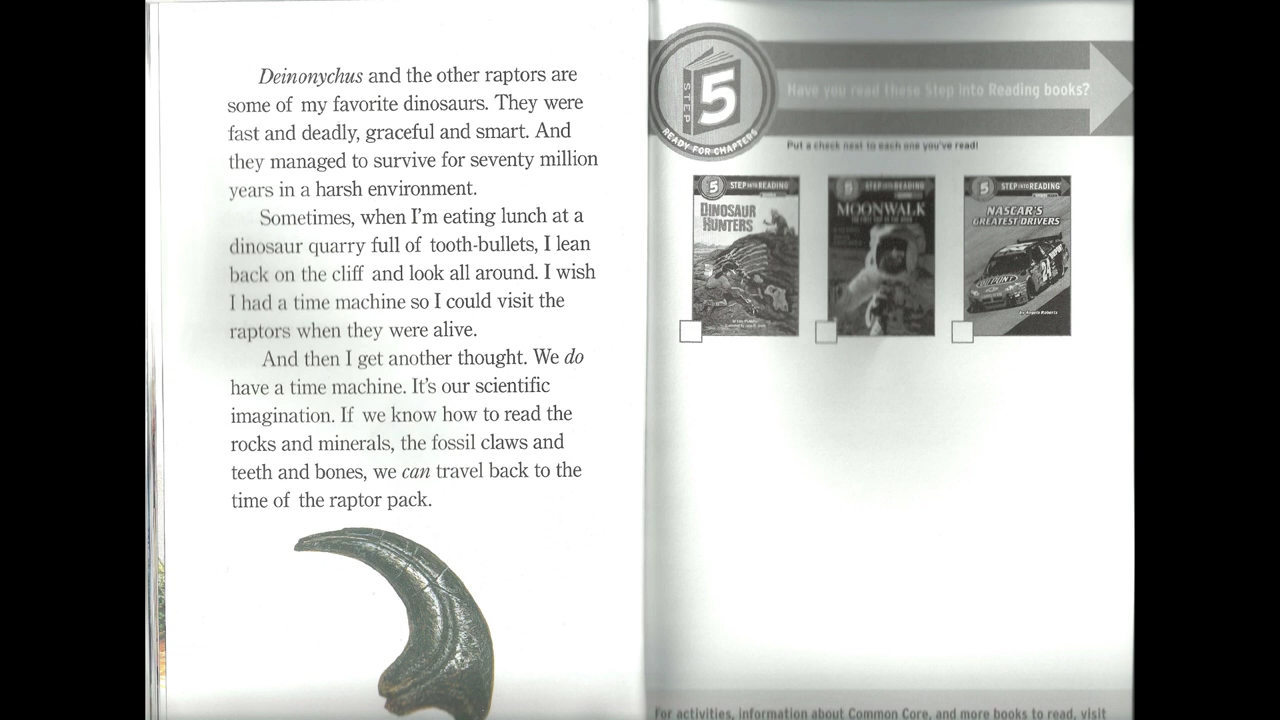 Deinonychus and the other raptors are
some of my favorite dinosaurs. They were
fast and deadly, graceful and smart. And
they managed to survive for seventy million
years in a harsh environment.
Sometimes, when I'm eating lunch at a
dinosaur quarry full of tooth-bullets, I lean
back on the cliff and look all around. I wish
I had a time machine so I could visit the
raptors when they were alive.
And then I get another thought. We do
have a time machine. It's our scientific
imagination. If we know how to read the
rocks and minerals, the fossil claws and
teeth and bones, we can travel back to the
time of the raptor pack.
STEP
5
READY FOR CHAPTERS
Have you read these Step into Reading books?
Put a check next to each one you've read!
5 STEP INTO READING
DINOSAUR
HUNTERS
5 STEP INTO READING
MOONWALK
5 STEP INTO READING
NASCAR'S
GREATEST DRIVERS
DUPONT
24
by Angela Roberts
For activities, information about Common Core, and more books to read, visit